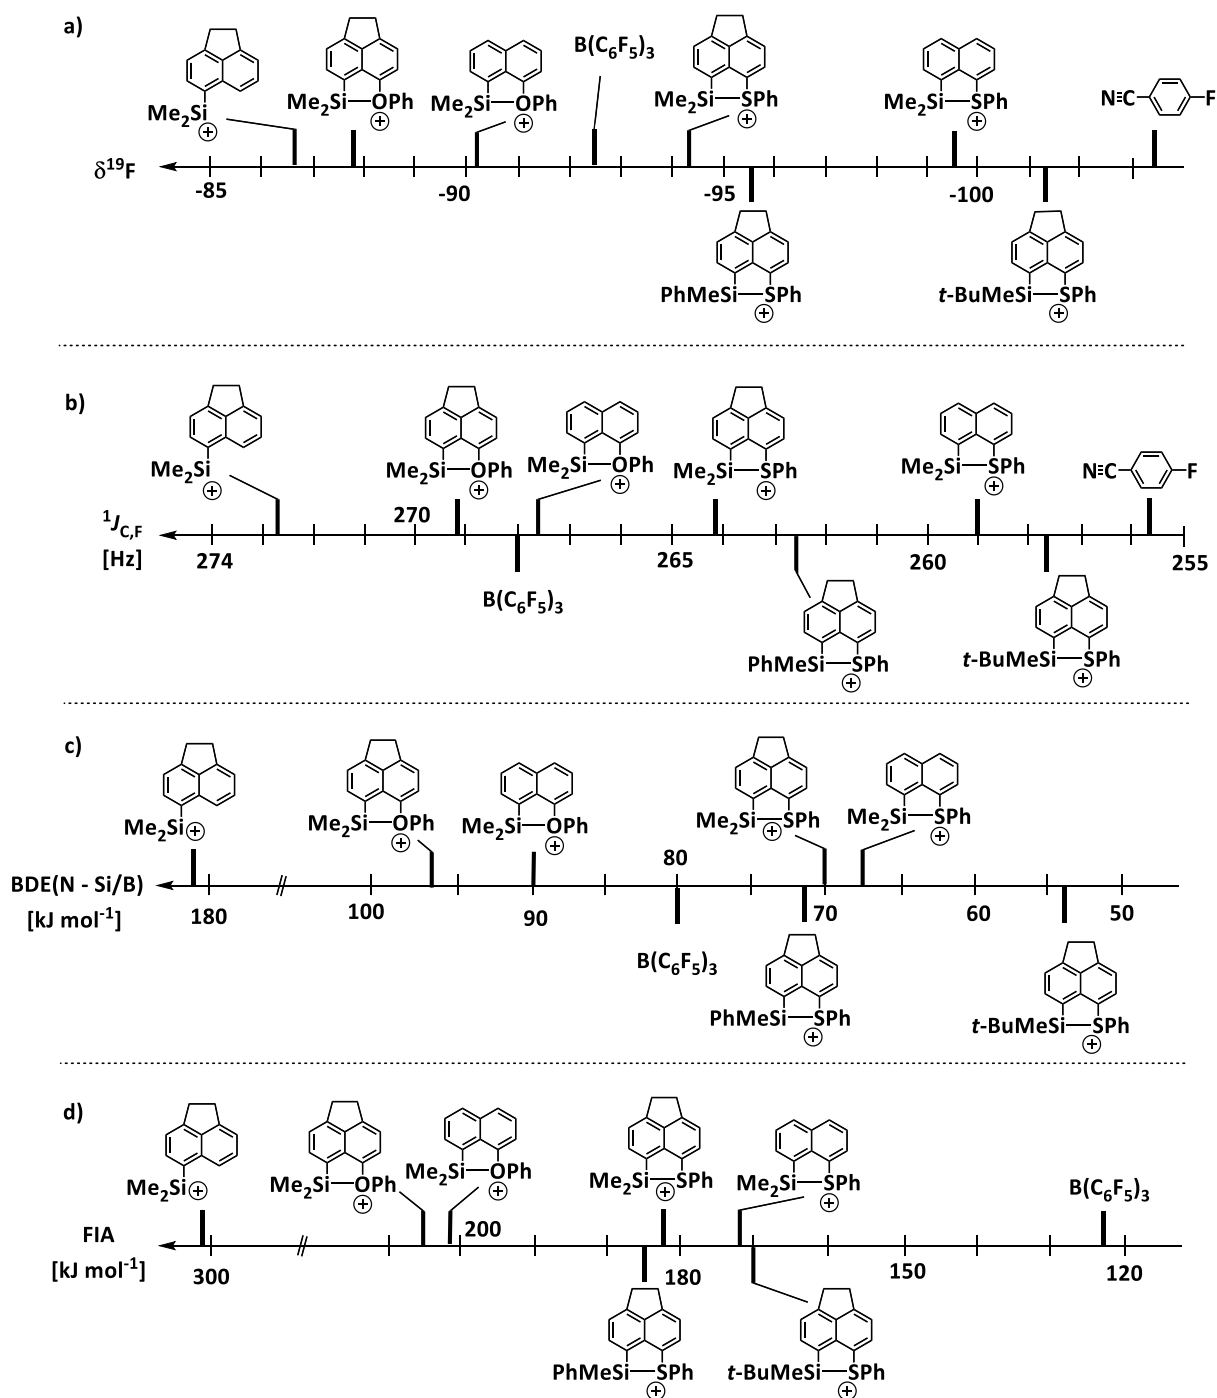 a)
B(C6F5)3
Me2Si ⊕
Me2Si OPh ⊕
Me2Si OPh ⊕
Me2Si SPh ⊕
Me2Si SPh ⊕
N≡C F
δ19F
-85 -90 -95 -100
PhMeSi SPh ⊕
t-BuMeSi SPh ⊕
b)
Me2Si ⊕
Me2Si OPh ⊕
Me2Si OPh ⊕
Me2Si SPh ⊕
Me2Si SPh ⊕
N≡C F
1JC,F
[Hz]
274 270 265 260 255
B(C6F5)3
PhMeSi SPh ⊕
t-BuMeSi SPh ⊕
c)
Me2Si ⊕
Me2Si OPh ⊕
Me2Si OPh ⊕
Me2Si SPh ⊕
Me2Si SPh ⊕
BDE(N - Si/B)
[kJ mol-1]
180 100 90 80 70 60 50
B(C6F5)3
PhMeSi SPh ⊕
t-BuMeSi SPh ⊕
d)
Me2Si ⊕
Me2Si OPh ⊕
Me2Si OPh ⊕
Me2Si SPh ⊕
Me2Si SPh ⊕
B(C6F5)3
FIA
[kJ mol-1]
300 200 180 150 120
PhMeSi SPh ⊕
t-BuMeSi SPh ⊕